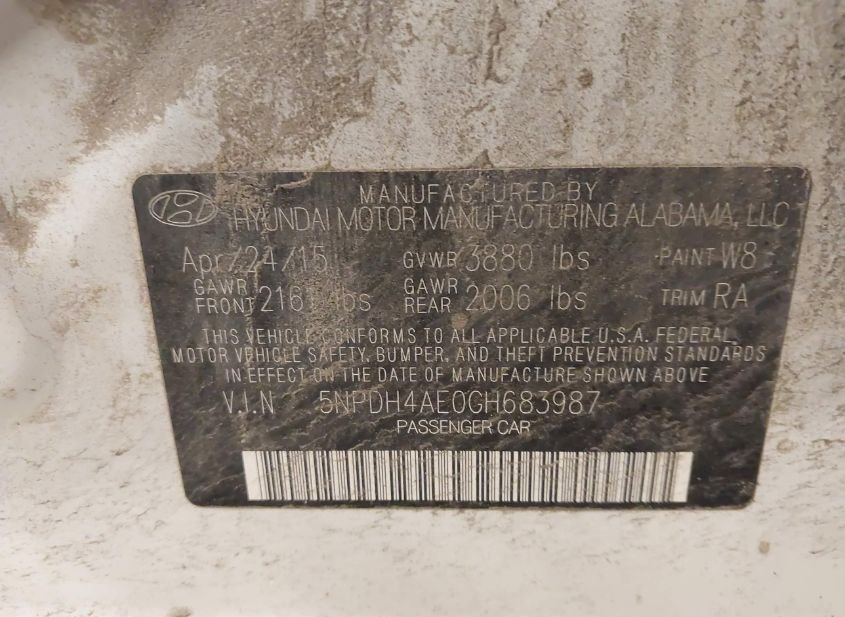 MANUFACTURED BY
HYUNDAI MOTOR MANUFACTURING ALABAMA, LLC
Apr/24/15 GVWR 3880 lbs PAINT W8
GAWR FRONT 2161 lbs GAWR REAR 2006 lbs TRIM RA
THIS VEHICLE CONFORMS TO ALL APPLICABLE U.S.A. FEDERAL
MOTOR VEHICLE SAFETY, BUMPER, AND THEFT PREVENTION STANDARDS
IN EFFECT ON THE DATE OF MANUFACTURE SHOWN ABOVE
V.I.N 5NPDH4AE0GH683987
PASSENGER CAR